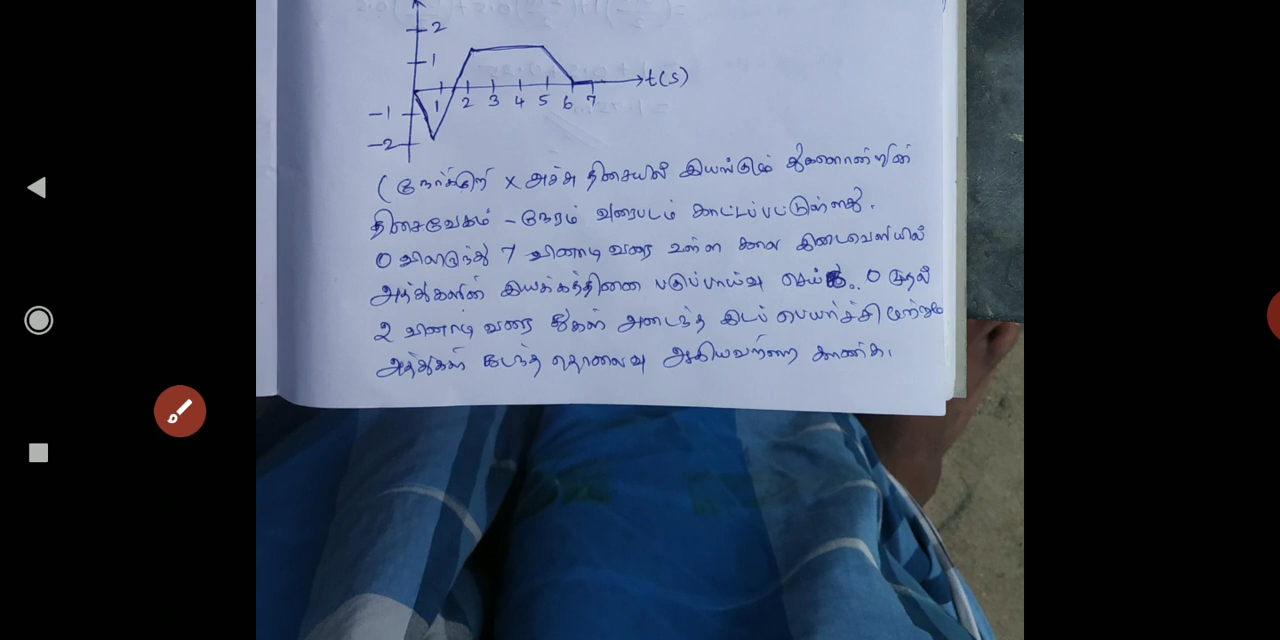 2
1
t(s)
1 2 3 4 5 6 7
-1
-2
(நேர்க்குறி x அச்சு திசையில் இயங்கும் துகளொன்றின்
திசைவேகம் - நேரம் வரைபடம் காட்டப்பட்டுள்ளது.
0 விலிருந்து 7 வினாடி வரை உள்ள கால இடைவெளியில்
அத்துகளின் இயக்கத்தினை பகுப்பாய்வு செய்க. 0 முதல்
2 வினாடி வரை துகள் அடைந்த இடப் பெயர்ச்சி மற்றும்
அத்துகள் கடந்த தொலைவு ஆகியவற்றை காண்க.